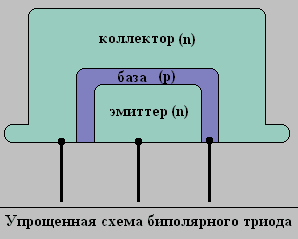 коллектор (n)
база (p)
эмиттер (n)
Упрощенная схема биполярного триода